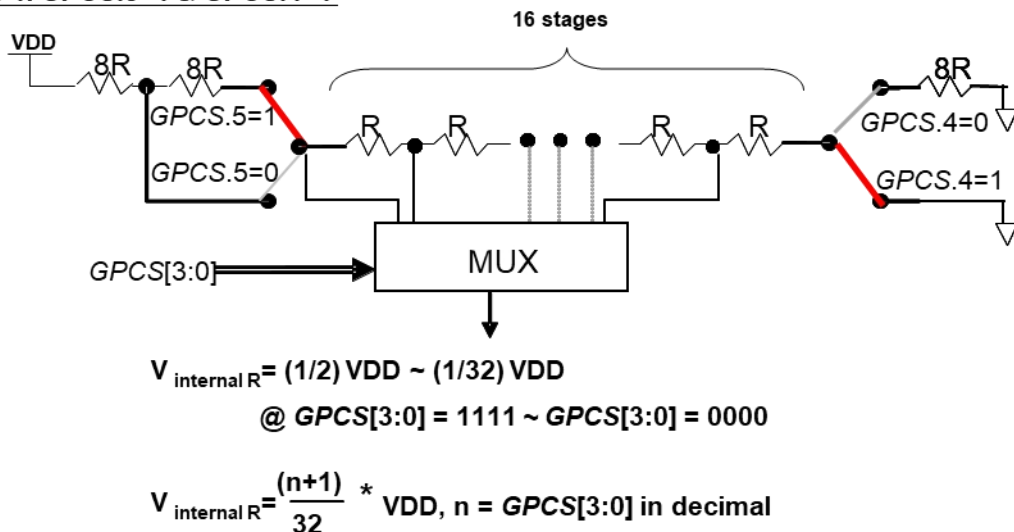 16 stages
VDD
8R
8R
8R
GPCS.5=1
R
R
R
R
GPCS.4=0
GPCS.5=0
GPCS.4=1
MUX
GPCS[3:0]
V internal R = (1/2) VDD ~ (1/32) VDD
@ GPCS[3:0] = 1111 ~ GPCS[3:0] = 0000
V internal R = (n+1)/32 * VDD, n = GPCS[3:0] in decimal